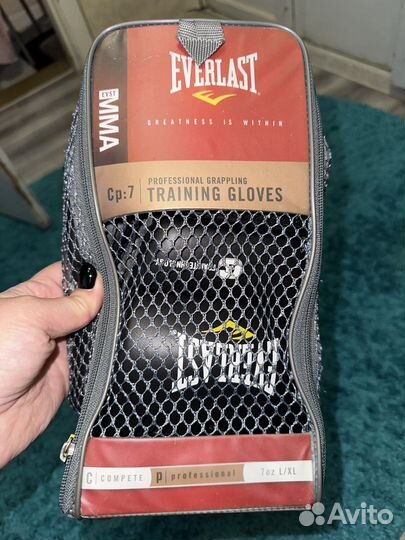 EVERLAST
GREATNESS IS WITHIN
EVST MMA
Cp:7
PROFESSIONAL GRAPPLING
TRAINING GLOVES
EVERLAST
C COMPETE P professional 7oz L/XL
Avito